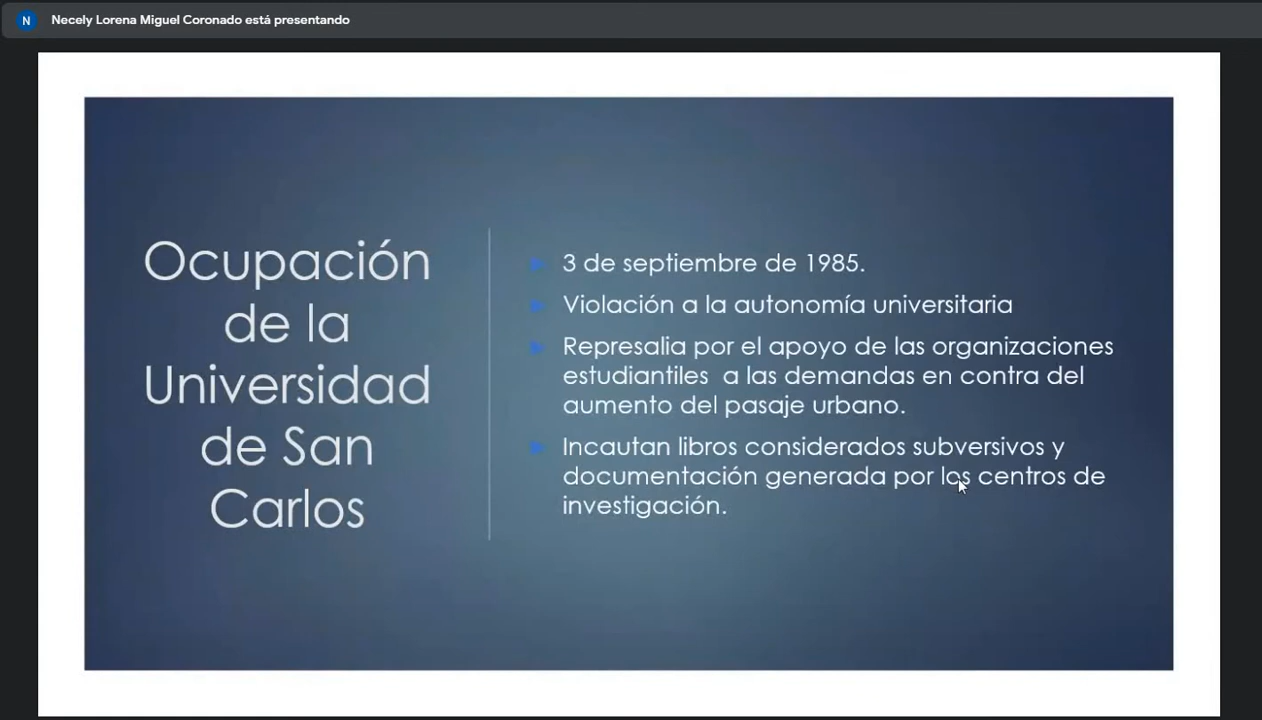 N
Necely Lorena Miguel Coronado está presentando
Ocupación
de la
Universidad
de San
Carlos
3 de septiembre de 1985.
Violación a la autonomía universitaria
Represalia por el apoyo de las organizaciones
estudiantiles  a las demandas en contra del
aumento del pasaje urbano.
Incautan libros considerados subversivos y
documentación generada por los centros de
investigación.